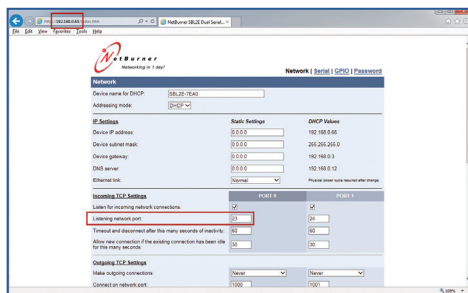 http://192.168.0.65/index.htm
NetBurner SBL2E Dual Serial...
File Edit View Favorites Tools Help
NetBurner
Networking in 1 day!
Network | Serial | GPIO | Password
Network
Device name for DHCP: SBL2E-7EA0
Addressing mode: DHCP
IP Settings Static Settings DHCP Values
Device IP address: 0.0.0.0 192.168.0.65
Device subnet mask: 0.0.0.0 255.255.255.0
Device gateway: 0.0.0.0 192.168.0.3
DNS server: 0.0.0.0 192.168.0.12
Ethernet link: Normal Physical power cycle required after change.
Incoming TCP Settings PORT 0 PORT 1
Listen for incoming network connections:
Listening network port: 23 24
Timeout and disconnect after this many seconds of inactivity: 60 60
Allow new connection if the existing connection has been idle for this many seconds: 30 30
Outgoing TCP Settings
Make outgoing connections: Never Never
Connect on network port: 1000 1001
100%